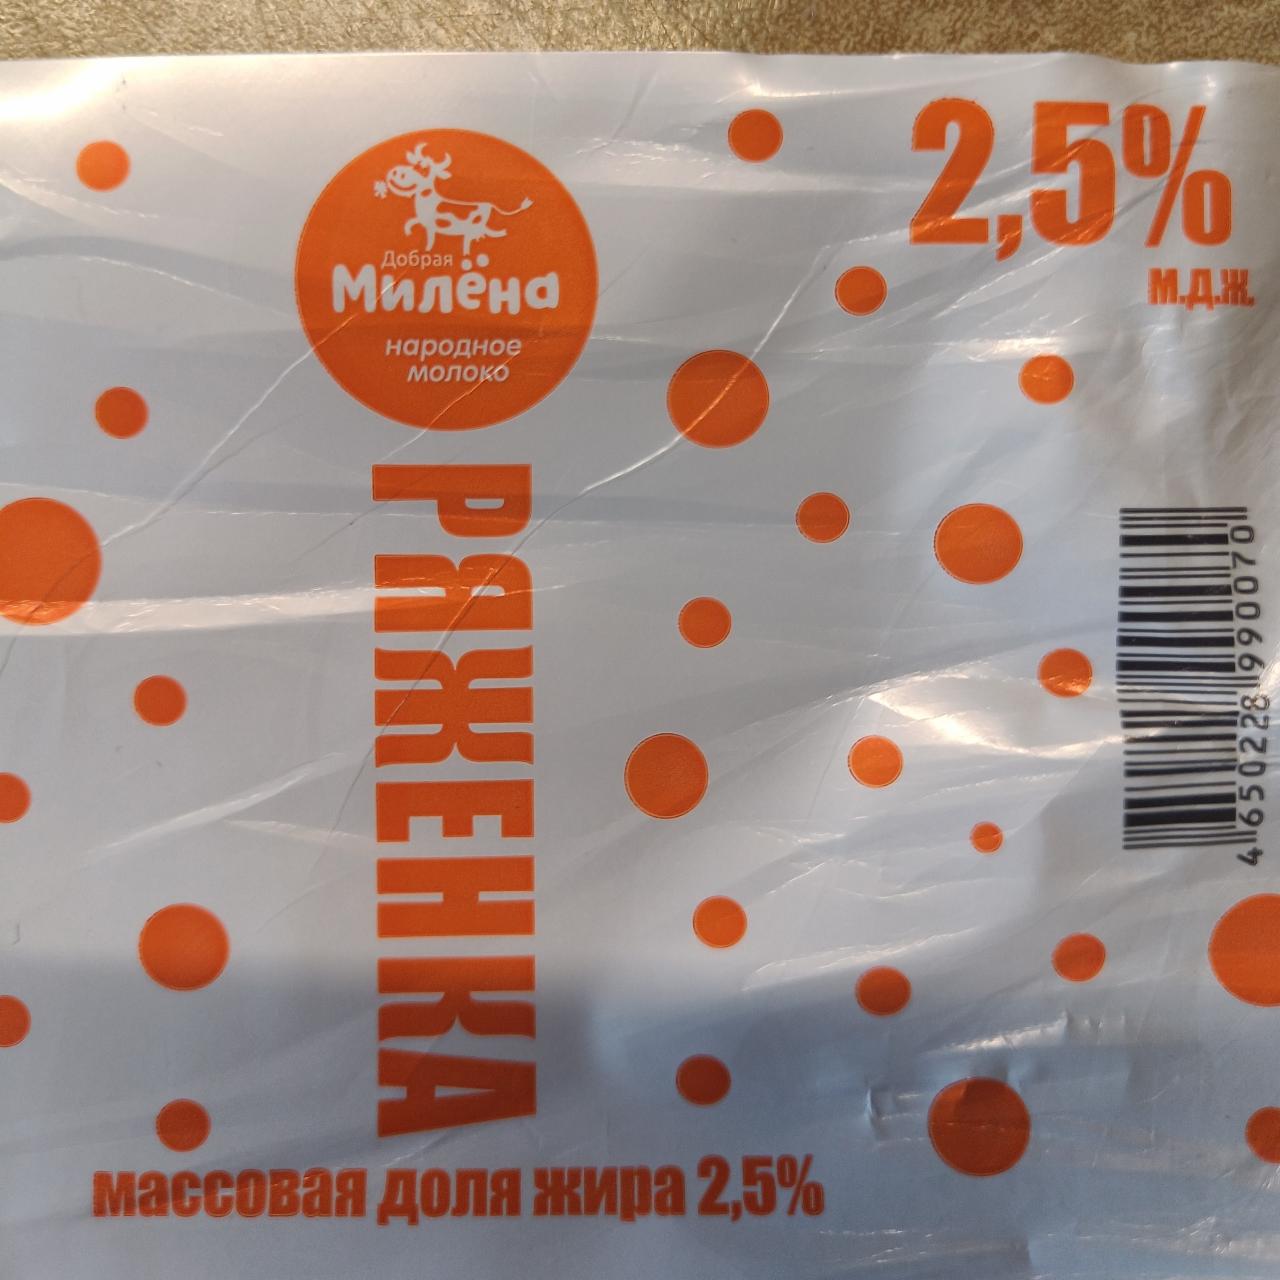 2,5%
м.д.ж.
Добрая
Милёна
народное
молоко
РЯЖЕНКА
4 650228 990070
массовая доля жира 2,5%